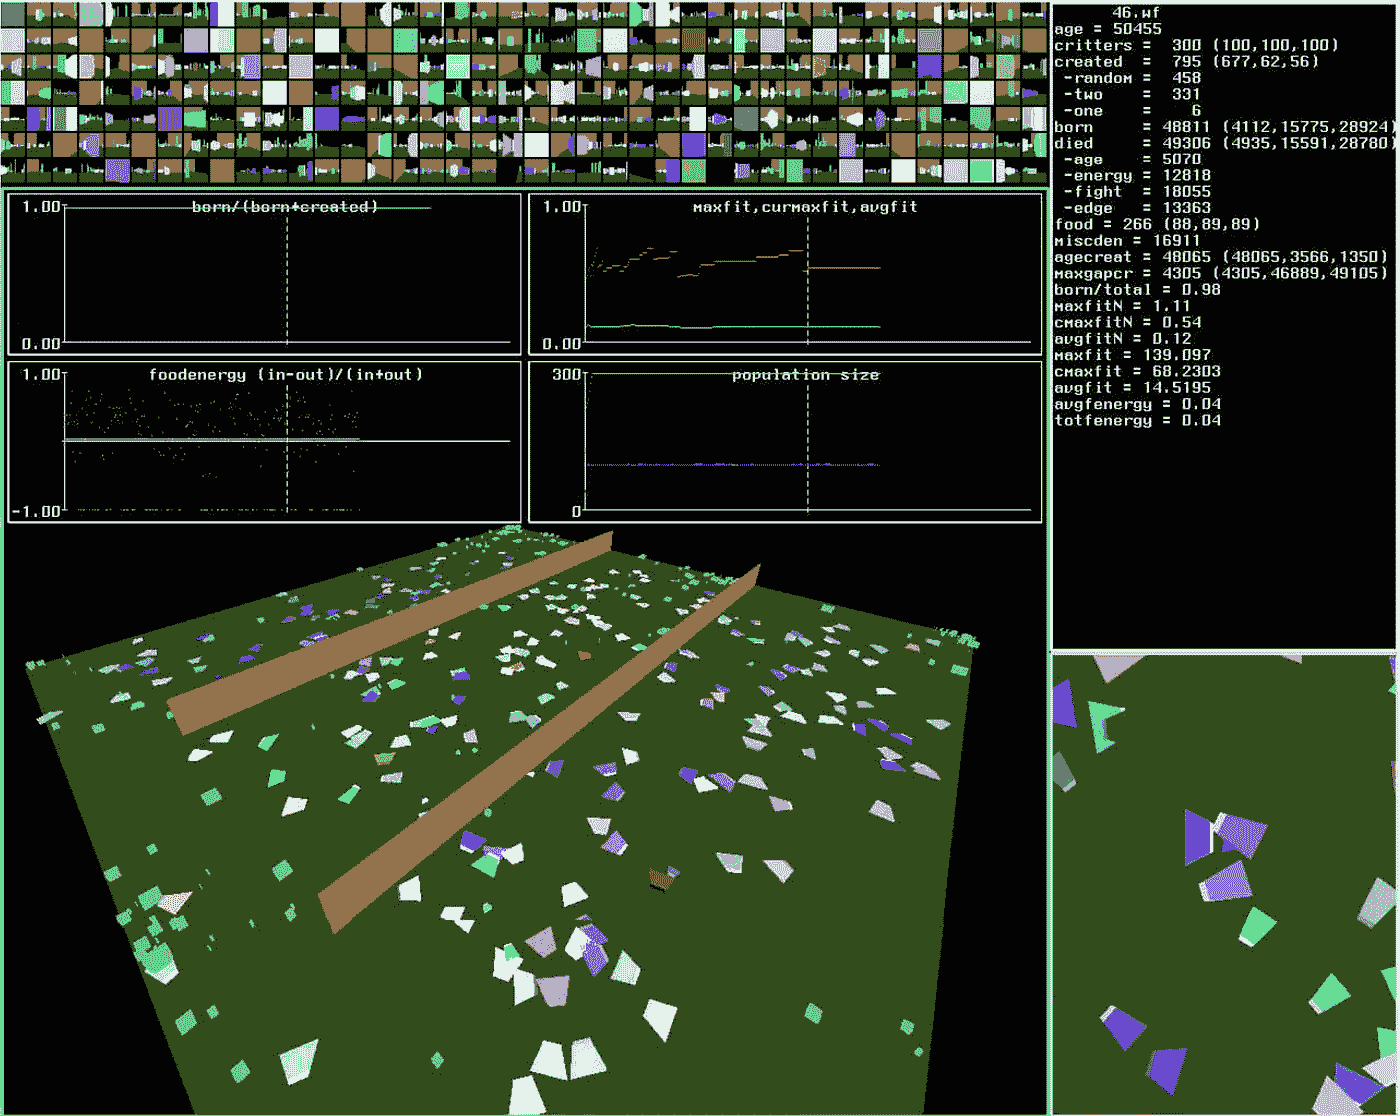 46.wf
age = 50455
critters = 300 (100,100,100)
created = 795 (677,62,56)
-random = 458
-two = 331
-one = 6
born = 48811 (4112,15775,28924)
died = 49306 (4935,15591,28780)
-age = 5070
-energy = 12818
-fight = 18055
-edge = 13363
food = 266 (88,89,89)
miscden = 16911
agecreat = 48065 (48065,3566,1350)
maxgapcr = 4305 (4305,46889,49105)
born/total = 0.98
maxfitN = 1.11
cmaxfitN = 0.54
avgfitN = 0.12
maxfit = 139.097
cmaxfit = 68.2303
avgfit = 14.5195
avgfenergy = 0.04
totfenergy = 0.04
1.00
born/(born+created)
0.00
1.00
maxfit,curmaxfit,avgfit
0.00
1.00
foodenergy (in-out)/(in+out)
-1.00
300
population size
0